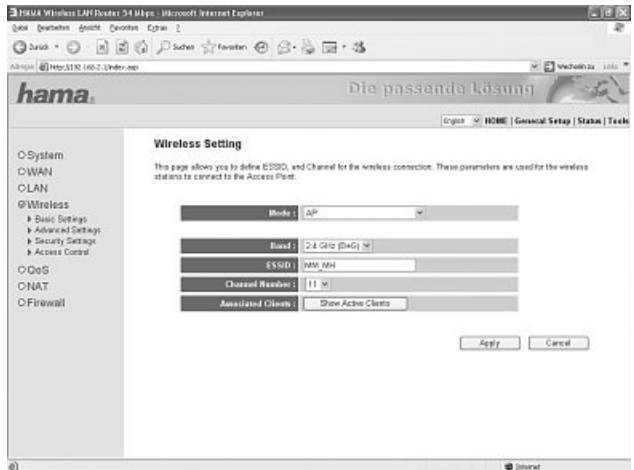 HAMA Wireless LAN Router 54 Mbps - Microsoft Internet Explorer
Datei Bearbeiten Ansicht Favoriten Extras ?
Zurück Suchen Favoriten
Adresse http://192.168.2.1/index.asp Wechseln zu Links
hama.
Die passende Lösung
English HOME | General Setup | Status | Tools
System
WAN
LAN
Wireless
Basic Settings
Advanced Settings
Security Settings
Access Control
QoS
NAT
Firewall
Wireless Setting
This page allows you to define ESSID, and Channel for the wireless connection. These parameters are used for the wireless
stations to connect to the Access Point.
Mode : AP
Band : 2.4 GHz (B+G)
ESSID : MM_MH
Channel Number : 11
Associated Clients : Show Active Clients
Apply Cancel
Internet